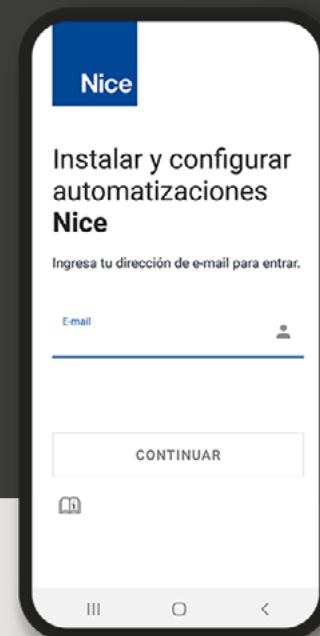 Nice
Instalar y configurar
automatizaciones
Nice
Ingresa tu dirección de e-mail para entrar.
E-mail
CONTINUAR